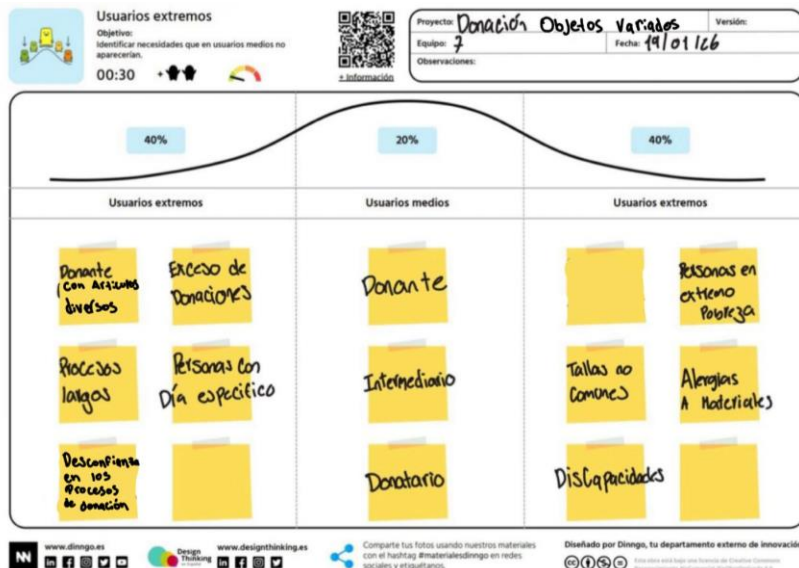 Usuarios extremos
Objetivo:
Identificar necesidades que en usuarios medios no
aparecerían.
00:30
+
+ Información
Proyecto: Donación Objetos Variados
Versión:
Equipo: 7
Fecha: 19/01/26
Observaciones:
40%
20%
40%
Usuarios extremos
Usuarios medios
Usuarios extremos
Donante
(con Artículos
diversos
Exceso de
Donaciones
Procesos
largos
Personas con
Día especifico
Desconfianza
en los
procesos
de donación
Donante
Intermediario
Donatario
Personas en
extremo
Pobreza
Tallas no
Comunes
Alergias
A Materiales
Discapacidades
www.dinngo.es
Design
Thinking
www.designthinking.es
Comparte tus fotos usando nuestros materiales
con el hashtag #materialesdinngo en redes
sociales y etiquétanos.
Diseñado por Dinngo, tu departamento externo de innovación